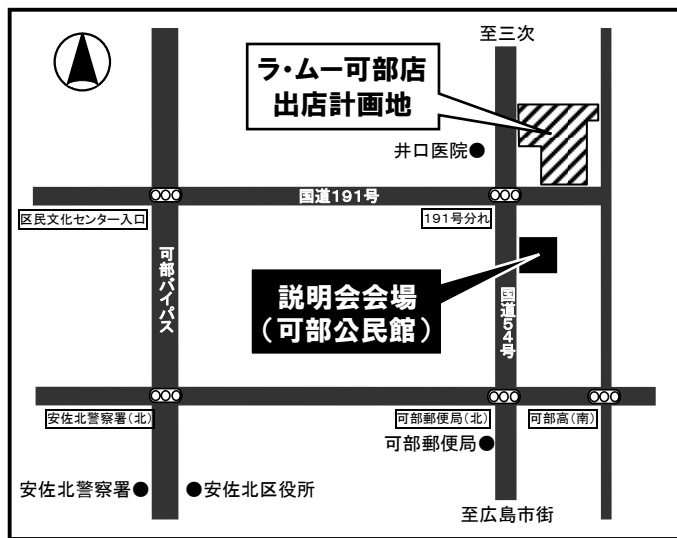 至三次
ラ・ムー可部店
出店計画地
井口医院
国道191号
区民文化センター入口
191号分れ
可部バイパス
説明会会場
（可部公民館）
国道54号
安佐北警察署(北)
可部郵便局(北)
可部高(南)
可部郵便局
安佐北警察署
安佐北区役所
至広島市街